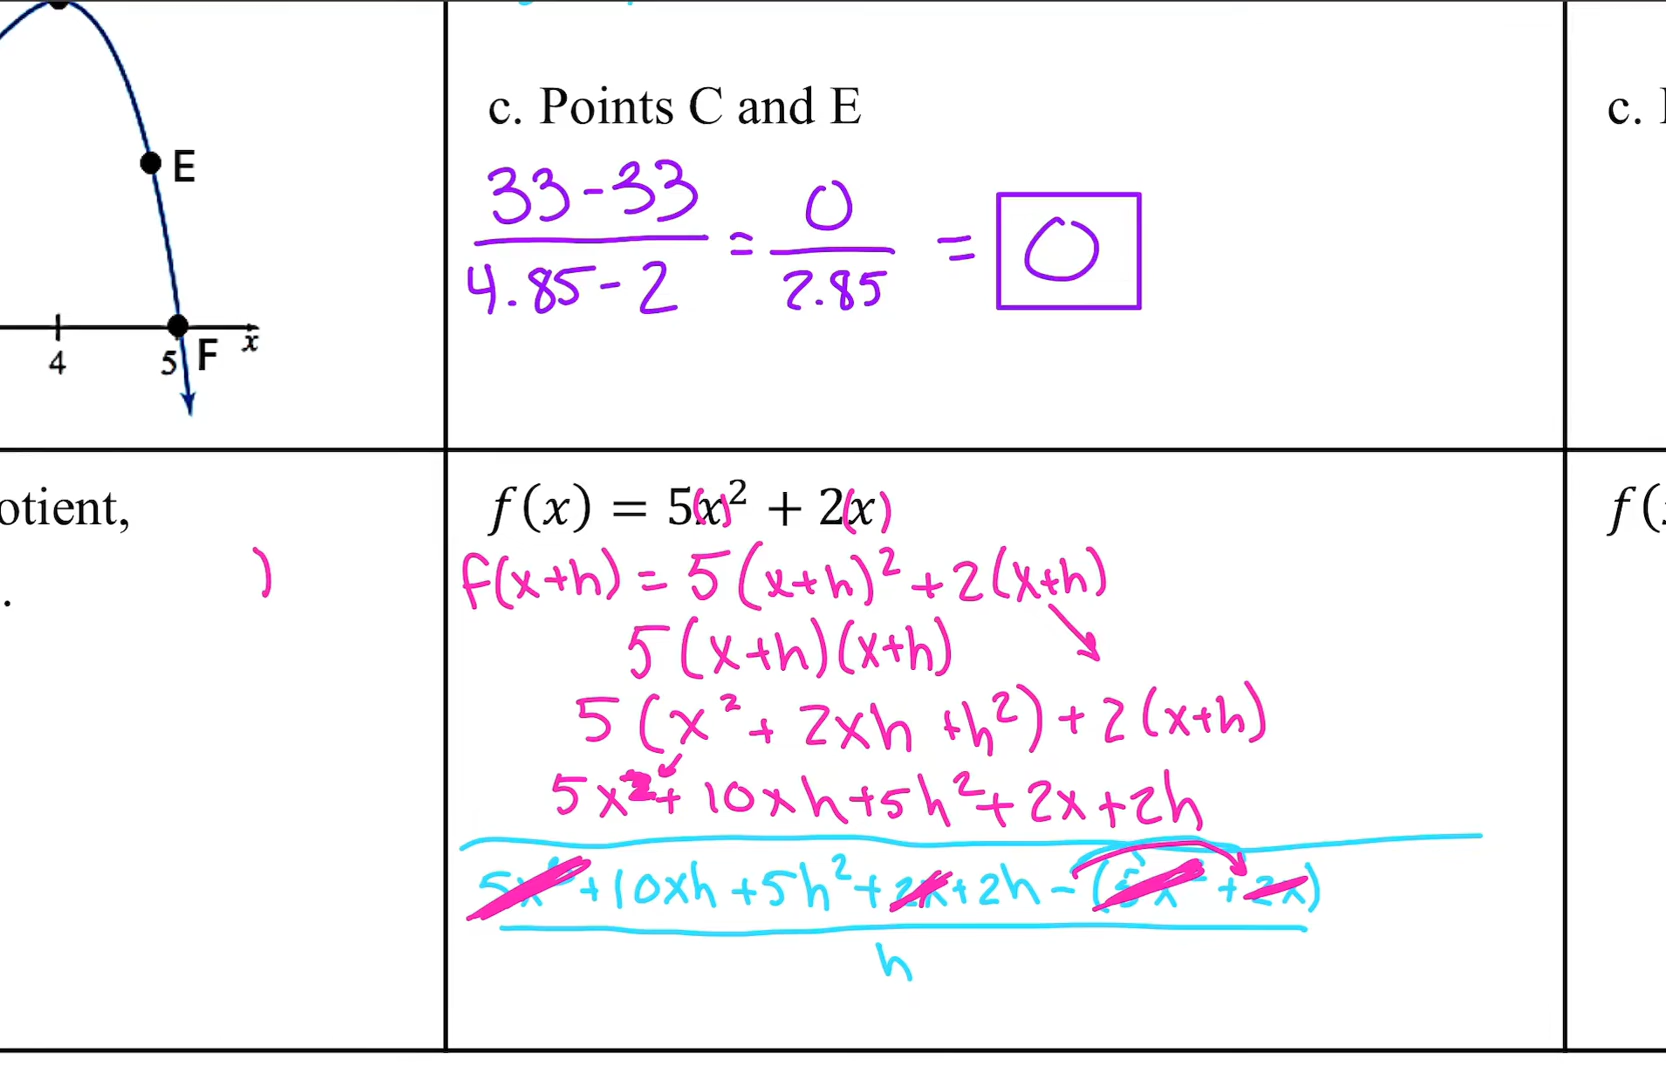 c. Points C and E
33-33 / 4.85-2 = 0 / 2.85 = 0
E
4 5 F x
otient,
f(x) = 5(x)² + 2(x)
f(
)
f(x+h) = 5(x+h)² + 2(x+h)
.
5(x+h)(x+h)
5(x² + 2xh + h²) + 2(x+h)
5x² + 10xh + 5h² + 2x + 2h
5x² + 10xh + 5h² + 2x + 2h - (5x² + 2x)
h